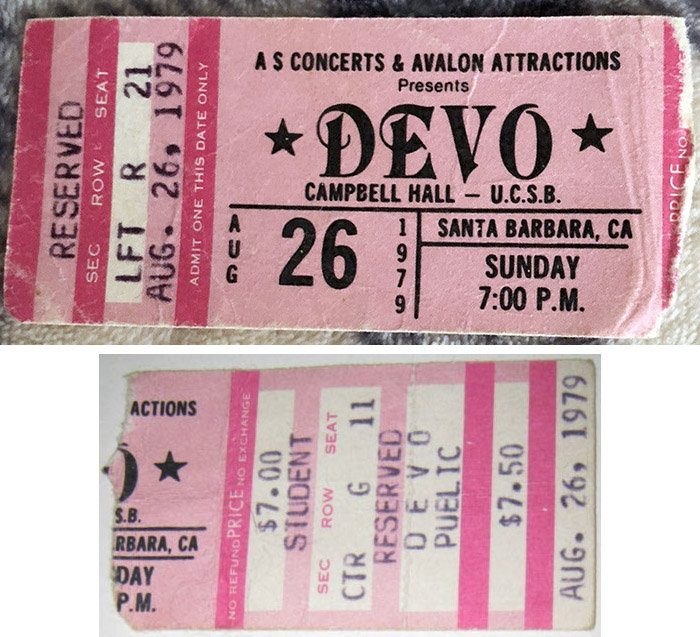 RESERVED
SEC ROW SEAT
LFT R 21
AUG. 26, 1979
ADMIT ONE THIS DATE ONLY
A S CONCERTS & AVALON ATTRACTIONS
Presents
★ DEVO ★
CAMPBELL HALL — U.C.S.B.
AUG 26 1979
SANTA BARBARA, CA
SUNDAY
7:00 P.M.
PRICE NO
ACTIONS
O ★
S.B.
RBARA, CA
DAY
P.M.
NO REFUND PRICE NO EXCHANGE
$7.00
STUDENT
SEC ROW SEAT
CTR G 11
RESERVED
DEVO
PUBLIC
$7.50
AUG. 26, 1979